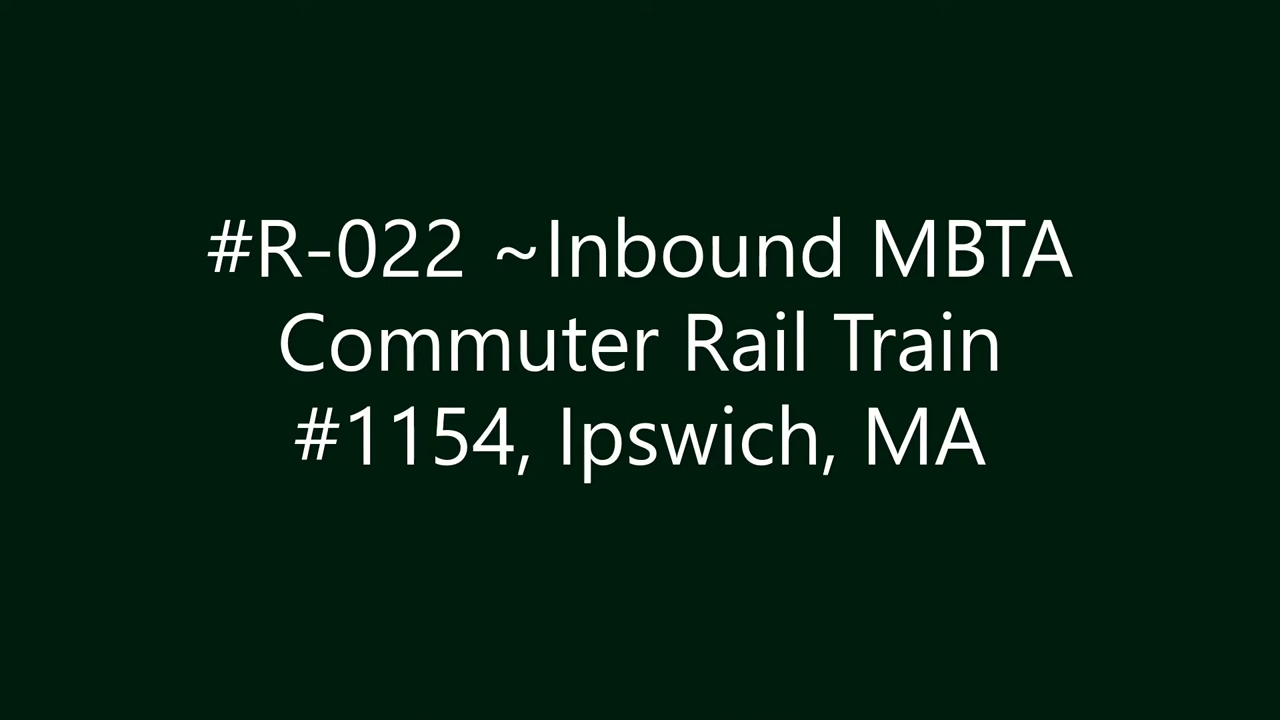 #R-022 ~Inbound MBTA
Commuter Rail Train
#1154, Ipswich, MA